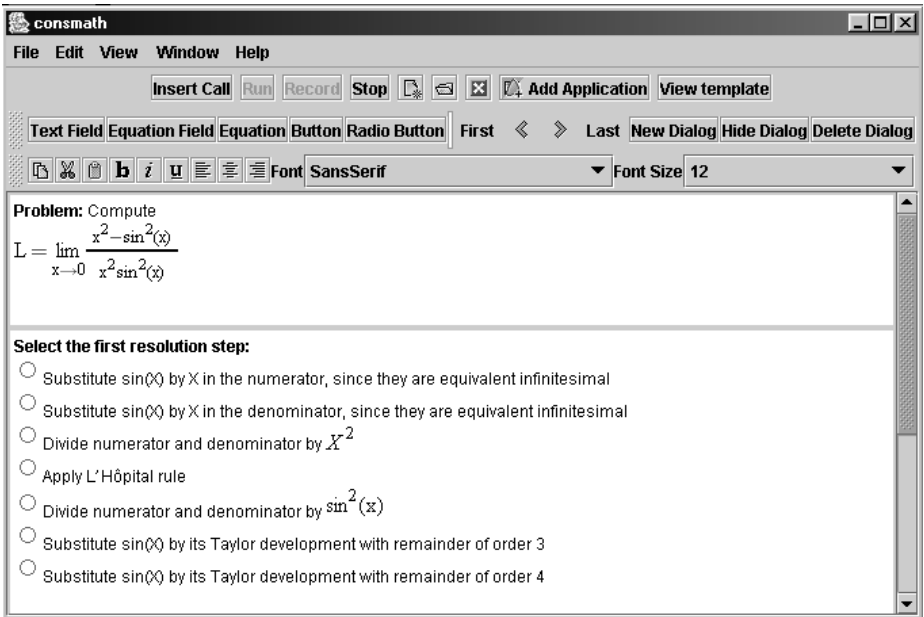 consmath
File Edit View Window Help
Insert Call Run Record Stop Add Application View template
Text Field Equation Field Equation Button Radio Button First Last New Dialog Hide Dialog Delete Dialog
b i u Font SansSerif Font Size 12
Problem: Compute
L = lim x→0 x²−sin²(x) / x²sin²(x)
Select the first resolution step:
Substitute sin(X) by X in the numerator, since they are equivalent infinitesimal
Substitute sin(X) by X in the denominator, since they are equivalent infinitesimal
Divide numerator and denominator by X²
Apply L'Hôpital rule
Divide numerator and denominator by sin²(x)
Substitute sin(X) by its Taylor development with remainder of order 3
Substitute sin(X) by its Taylor development with remainder of order 4